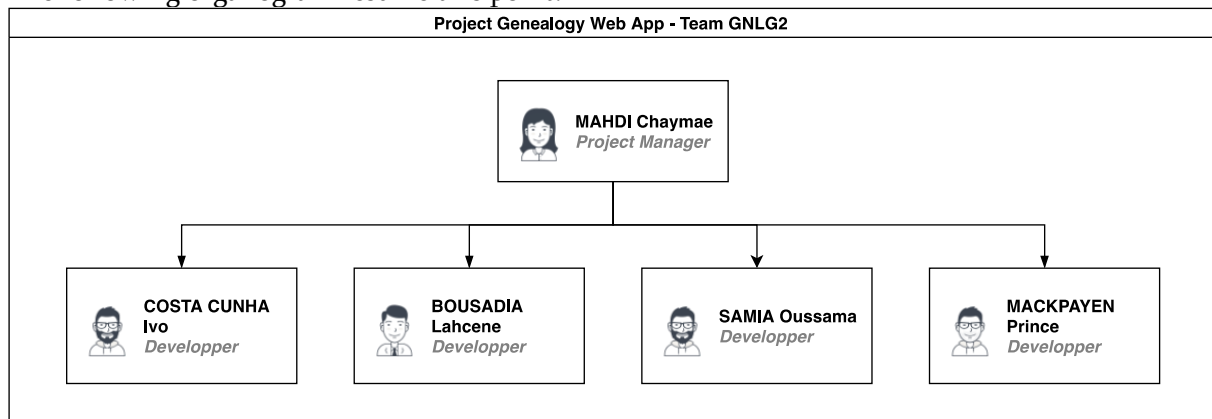 Project Genealogy Web App - Team GNLG2
MAHDI Chaymae
Project Manager
COSTA CUNHA
Ivo
Developper
BOUSADIA
Lahcene
Developper
SAMIA Oussama
Developper
MACKPAYEN
Prince
Developper